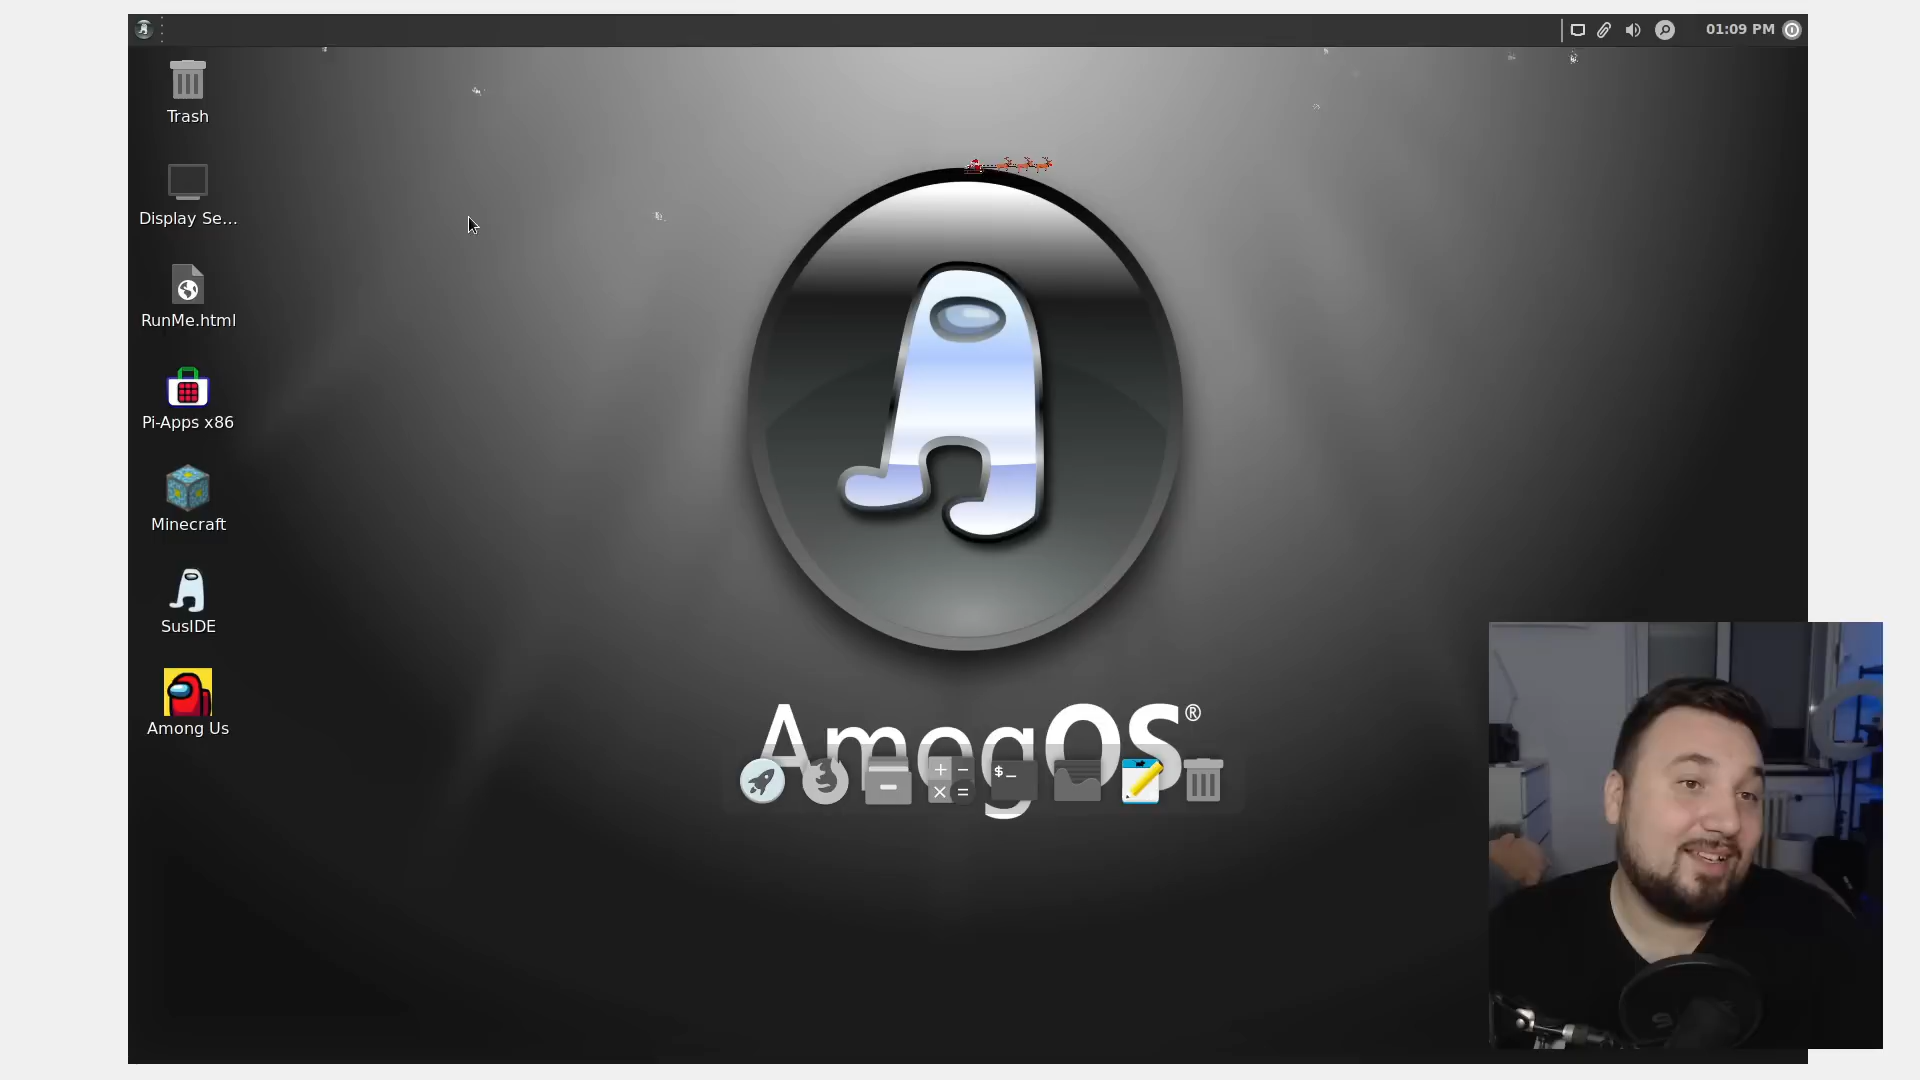 01:09 PM
Trash
Display Se...
RunMe.html
Pi-Apps x86
Minecraft
SusIDE
Among Us
AmogOS®
$_